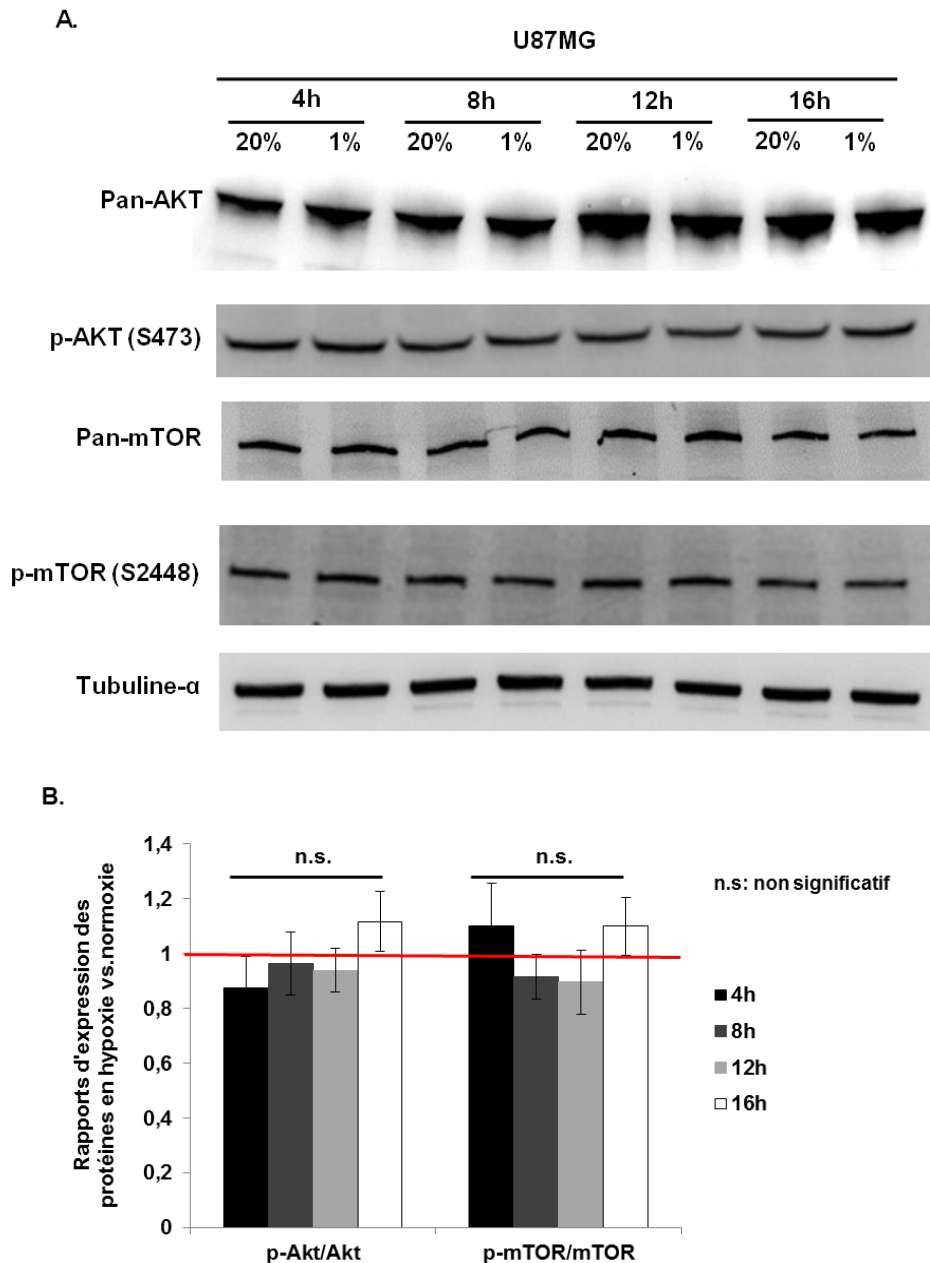 A.
U87MG
4h 8h 12h 16h
20% 1% 20% 1% 20% 1% 20% 1%
Pan-AKT
p-AKT (S473)
Pan-mTOR
p-mTOR (S2448)
Tubuline-α
B.
Rapports d'expression des
protéines en hypoxie vs.normoxie
1,4
1,2
1
0,8
0,6
0,4
0,2
0
n.s. n.s.
n.s: non significatif
4h
8h
12h
16h
p-Akt/Akt p-mTOR/mTOR